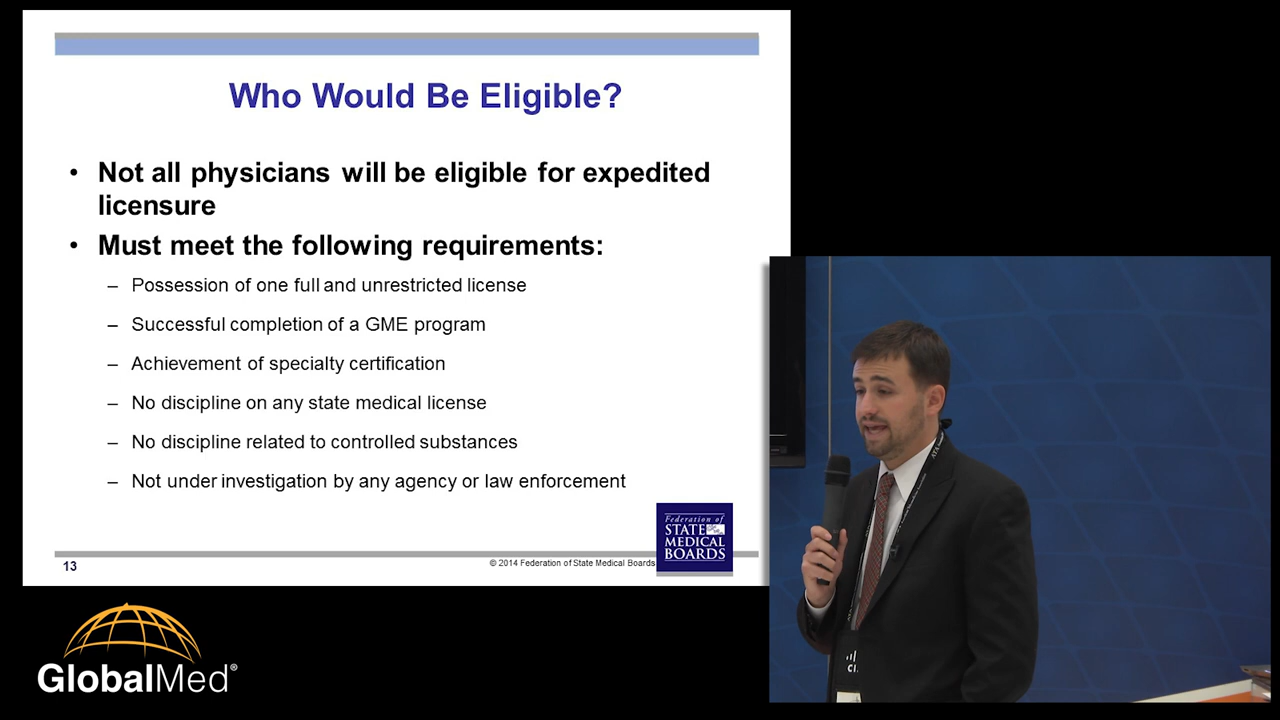 Who Would Be Eligible?
• Not all physicians will be eligible for expedited
licensure
• Must meet the following requirements:
– Possession of one full and unrestricted license
– Successful completion of a GME program
– Achievement of specialty certification
– No discipline on any state medical license
– No discipline related to controlled substances
– Not under investigation by any agency or law enforcement
Federation of
STATE
MEDICAL
BOARDS
13
© 2014 Federation of State Medical Boards
GlobalMed®
ATA